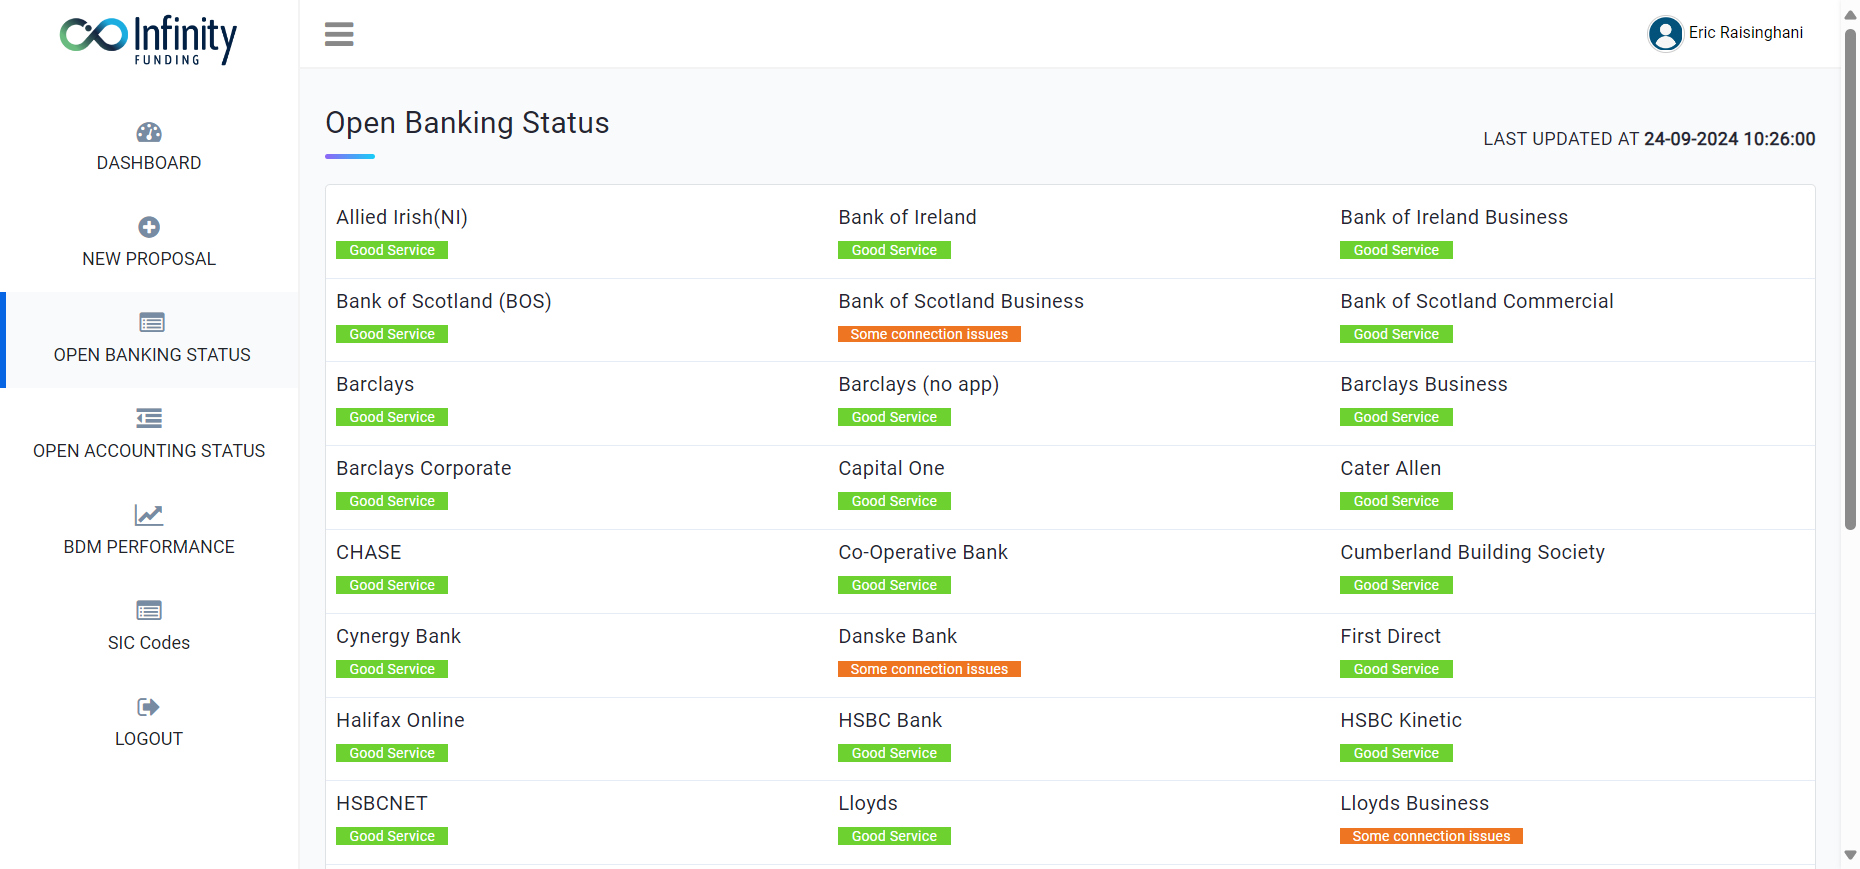 Infinity
FUNDING
Eric Raisinghani
DASHBOARD
NEW PROPOSAL
OPEN BANKING STATUS
OPEN ACCOUNTING STATUS
BDM PERFORMANCE
SIC Codes
LOGOUT
Open Banking Status
LAST UPDATED AT 24-09-2024 10:26:00
Allied Irish(NI) Bank of Ireland Bank of Ireland Business
Good Service Good Service Good Service
Bank of Scotland (BOS) Bank of Scotland Business Bank of Scotland Commercial
Good Service Some connection issues Good Service
Barclays Barclays (no app) Barclays Business
Good Service Good Service Good Service
Barclays Corporate Capital One Cater Allen
Good Service Good Service Good Service
CHASE Co-Operative Bank Cumberland Building Society
Good Service Good Service Good Service
Cynergy Bank Danske Bank First Direct
Good Service Some connection issues Good Service
Halifax Online HSBC Bank HSBC Kinetic
Good Service Good Service Good Service
HSBCNET Lloyds Lloyds Business
Good Service Good Service Some connection issues